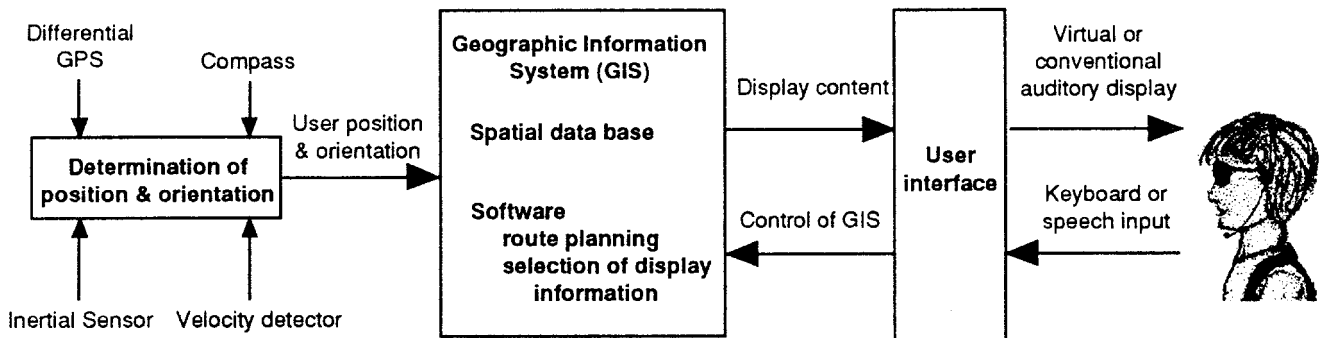 Differential
GPS
Compass
Determination of
position & orientation
Inertial Sensor
Velocity detector
User position
& orientation
Geographic Information
System (GIS)
Spatial data base
Software
route planning
selection of display
information
Display content
Control of GIS
User
interface
Virtual or
conventional
auditory display
Keyboard or
speech input